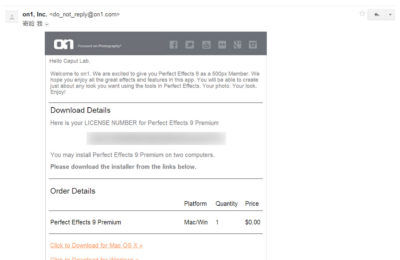 on1, Inc. <do_not_reply@on1.com>
寄給 我
on1 Focused on Photography!
Hello Caput Lab,
Welcome to on1. We are excited to give you Perfect Effects 9 as a 500px Member. We
hope you enjoy all the great effects and features in this app. You will be able to create
just about any look you want using the tools in Perfect Effects. Your photo. Your look.
Enjoy!
Download Details
Here is your LICENSE NUMBER for Perfect Effects 9 Premium
You may install Perfect Effects 9 Premium on two computers.
Please download the installer from the links below.
Order Details
Platform Quantity Price
Perfect Effects 9 Premium Mac/Win 1 $0.00
Click to Download for Mac OS X »
Click to Download for Windows »